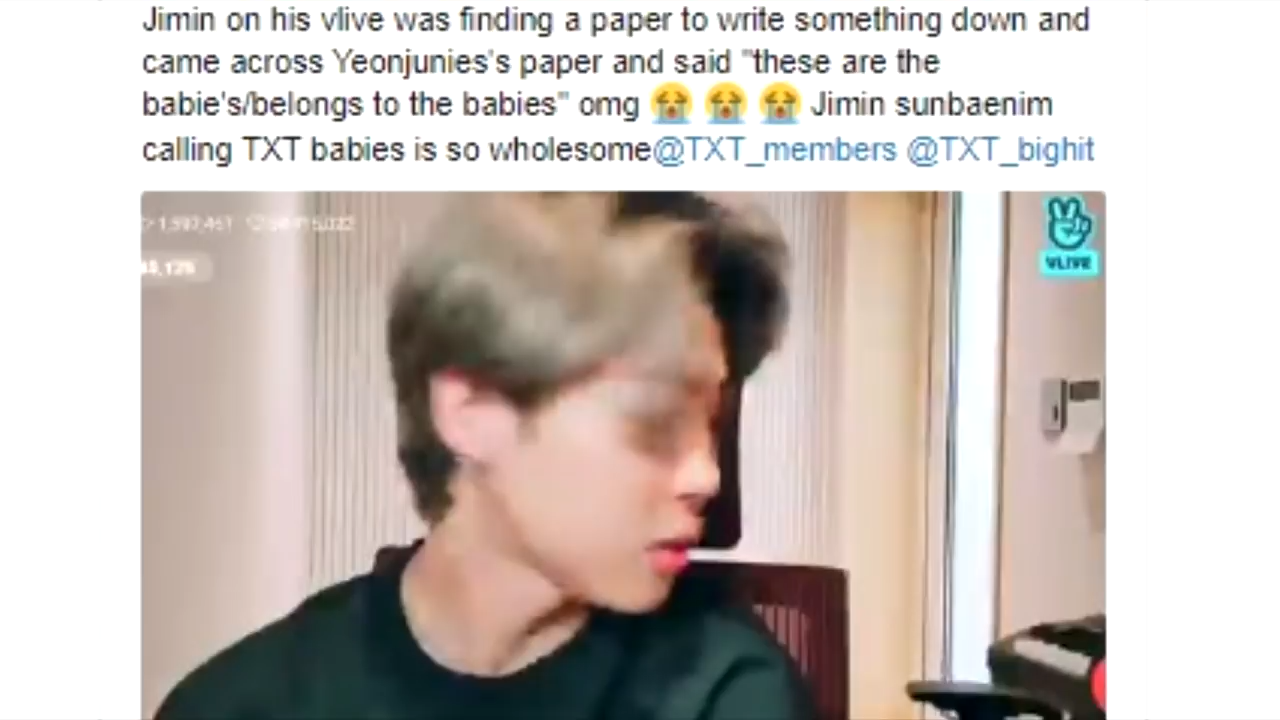 Jimin on his vlive was finding a paper to write something down and
came across Yeonjunies's paper and said "these are the
babie's/belongs to the babies" omg 😭 😭 😭 Jimin sunbaenim
calling TXT babies is so wholesome@TXT_members @TXT_bighit
VLIVE